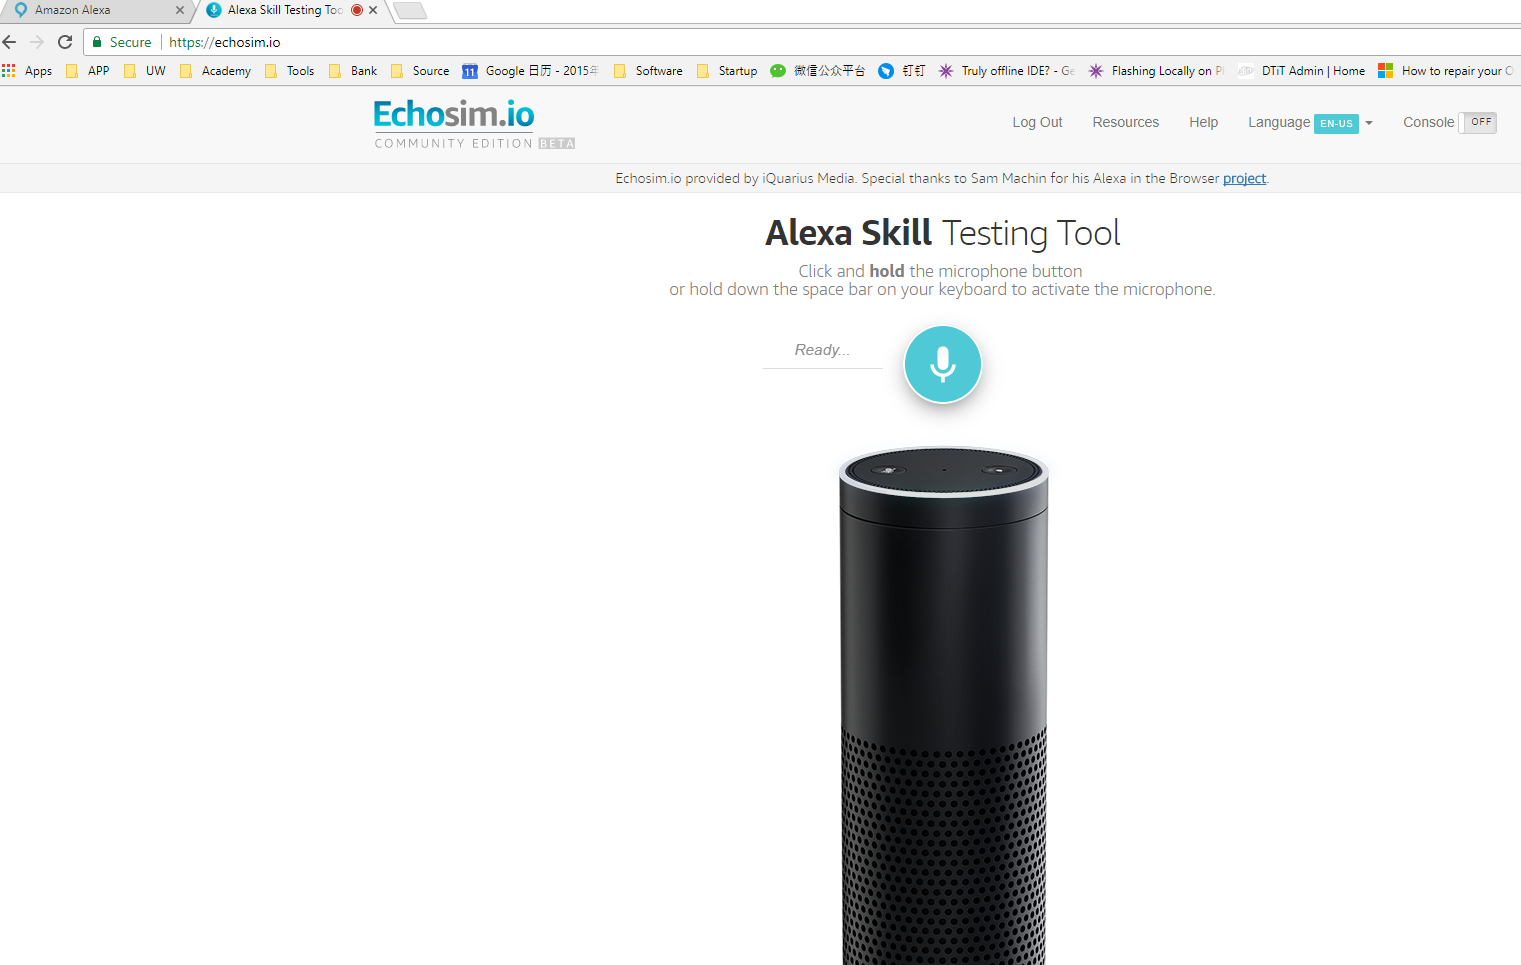 Amazon Alexa
Alexa Skill Testing Too
Secure https://echosim.io
Apps APP UW Academy Tools Bank Source 11 Google 日历 - 2015年 Software Startup 微信公众平台 钉钉 Truly offline IDE? - Ge Flashing Locally on P DTiT Admin | Home How to repair your O
Echosim.io
COMMUNITY EDITION BETA
Log Out Resources Help Language EN-US Console OFF
Echosim.io provided by iQuarius Media. Special thanks to Sam Machin for his Alexa in the Browser project.
Alexa Skill Testing Tool
Click and hold the microphone button
or hold down the space bar on your keyboard to activate the microphone.
Ready...